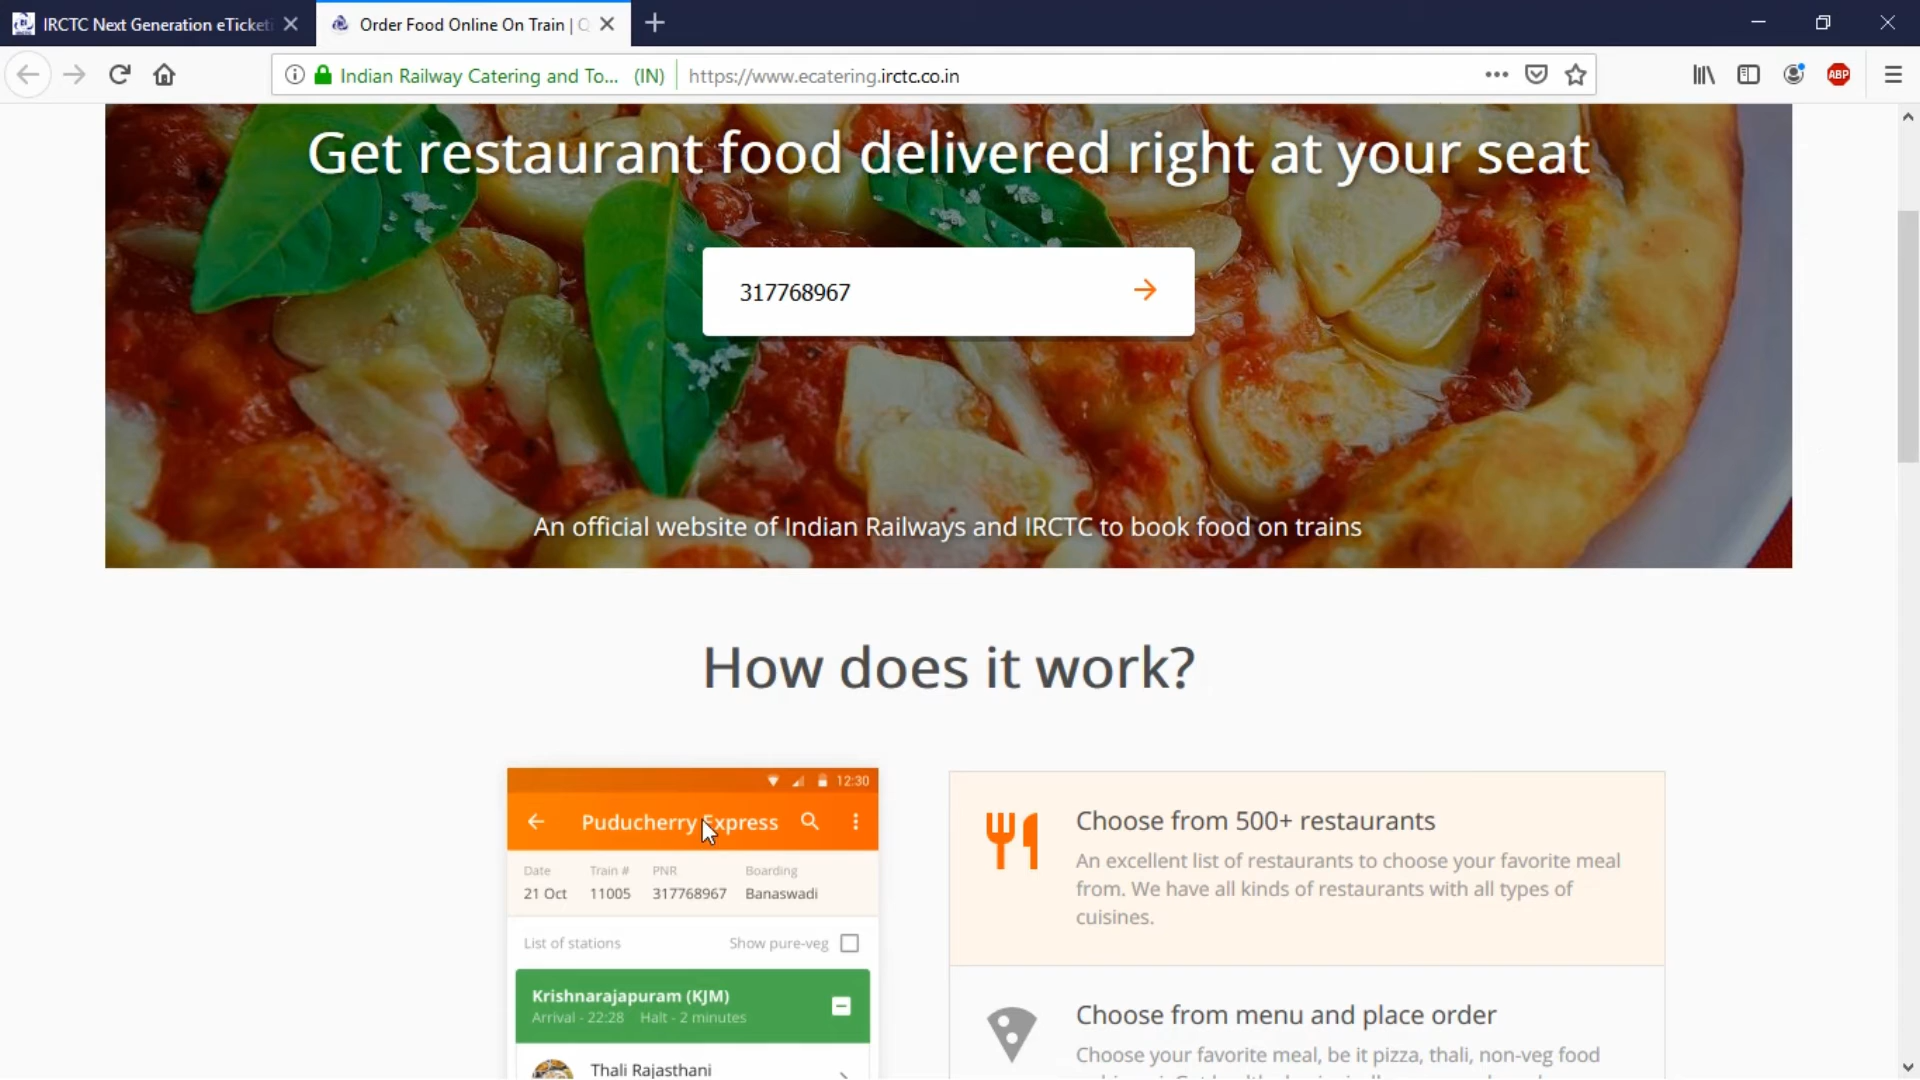 IRCTC Next Generation eTicketi
Order Food Online On Train |
Indian Railway Catering and To... (IN)
https://www.ecatering.irctc.co.in
ABP
Get restaurant food delivered right at your seat
317768967
An official website of Indian Railways and IRCTC to book food on trains
How does it work?
12:30
Puducherry Express
Date Train # PNR Boarding
21 Oct 11005 317768967 Banaswadi
List of stations Show pure-veg
Krishnarajapuram (KJM)
Arrival - 22:28 Halt - 2 minutes
Thali Rajasthani
Choose from 500+ restaurants
An excellent list of restaurants to choose your favorite meal
from. We have all kinds of restaurants with all types of
cuisines.
Choose from menu and place order
Choose your favorite meal, be it pizza, thali, non-veg food